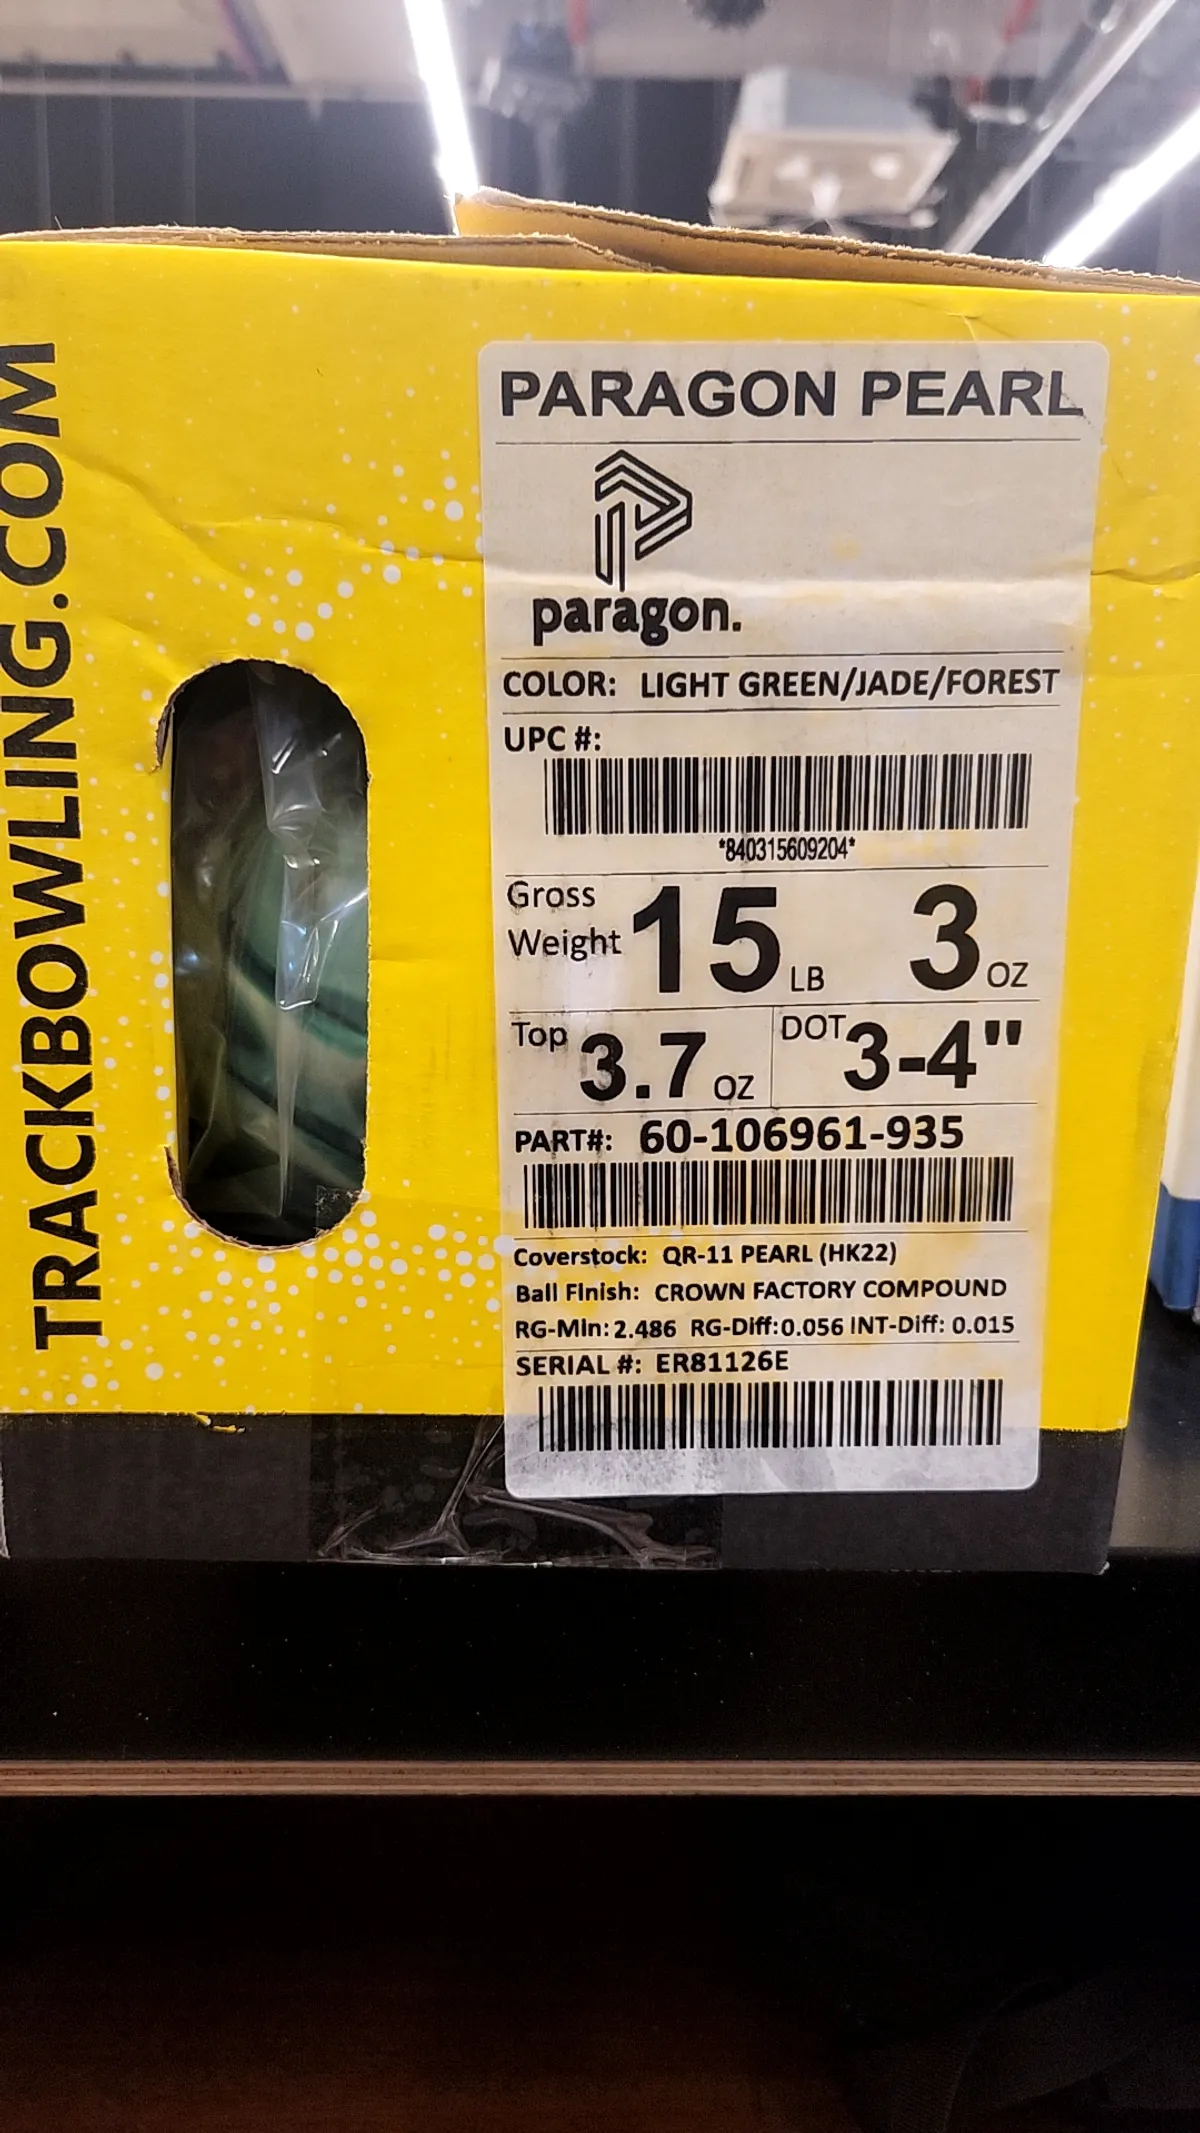 TRACKBOWLING.COM
PARAGON PEARL
paragon.
COLOR: LIGHT GREEN/JADE/FOREST
UPC #:
*840315609204*
Gross Weight 15 LB 3 OZ
Top 3.7 OZ DOT 3-4"
PART#: 60-106961-935
Coverstock: QR-11 PEARL (HK22)
Ball Finish: CROWN FACTORY COMPOUND
RG-Min: 2.486 RG-Diff: 0.056 INT-Diff: 0.015
SERIAL #: ER81126E